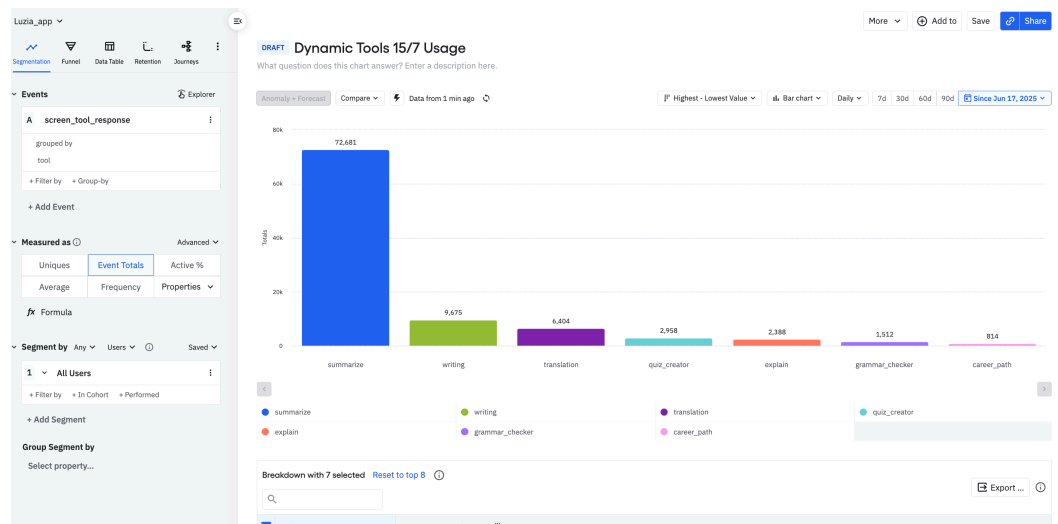 Luzia_app
Segmentation Funnel Data Table Retention Journeys
Events Explorer
A screen_tool_response
grouped by
tool
+ Filter by + Group-by
+ Add Event
Measured as Advanced
Uniques Event Totals Active %
Average Frequency Properties
fx Formula
Segment by Any Users Saved
1 All Users
+ Filter by + In Cohort + Performed
+ Add Segment
Group Segment by
Select property...
More Add to Save Share
DRAFT Dynamic Tools 15/7 Usage
What question does this chart answer? Enter a description here.
Anomaly + Forecast Compare Data from 1 min ago Highest - Lowest Value Bar chart Daily 7d 30d 60d 90d Since Jun 17, 2025
80k
72,681
60k
Totals
40k
20k
9,675
6,404
2,958
2,388
1,512
814
0
summarize writing translation quiz_creator explain grammar_checker career_path
summarize writing translation quiz_creator
explain grammar_checker career_path
Breakdown with 7 selected Reset to top 8
Export ...